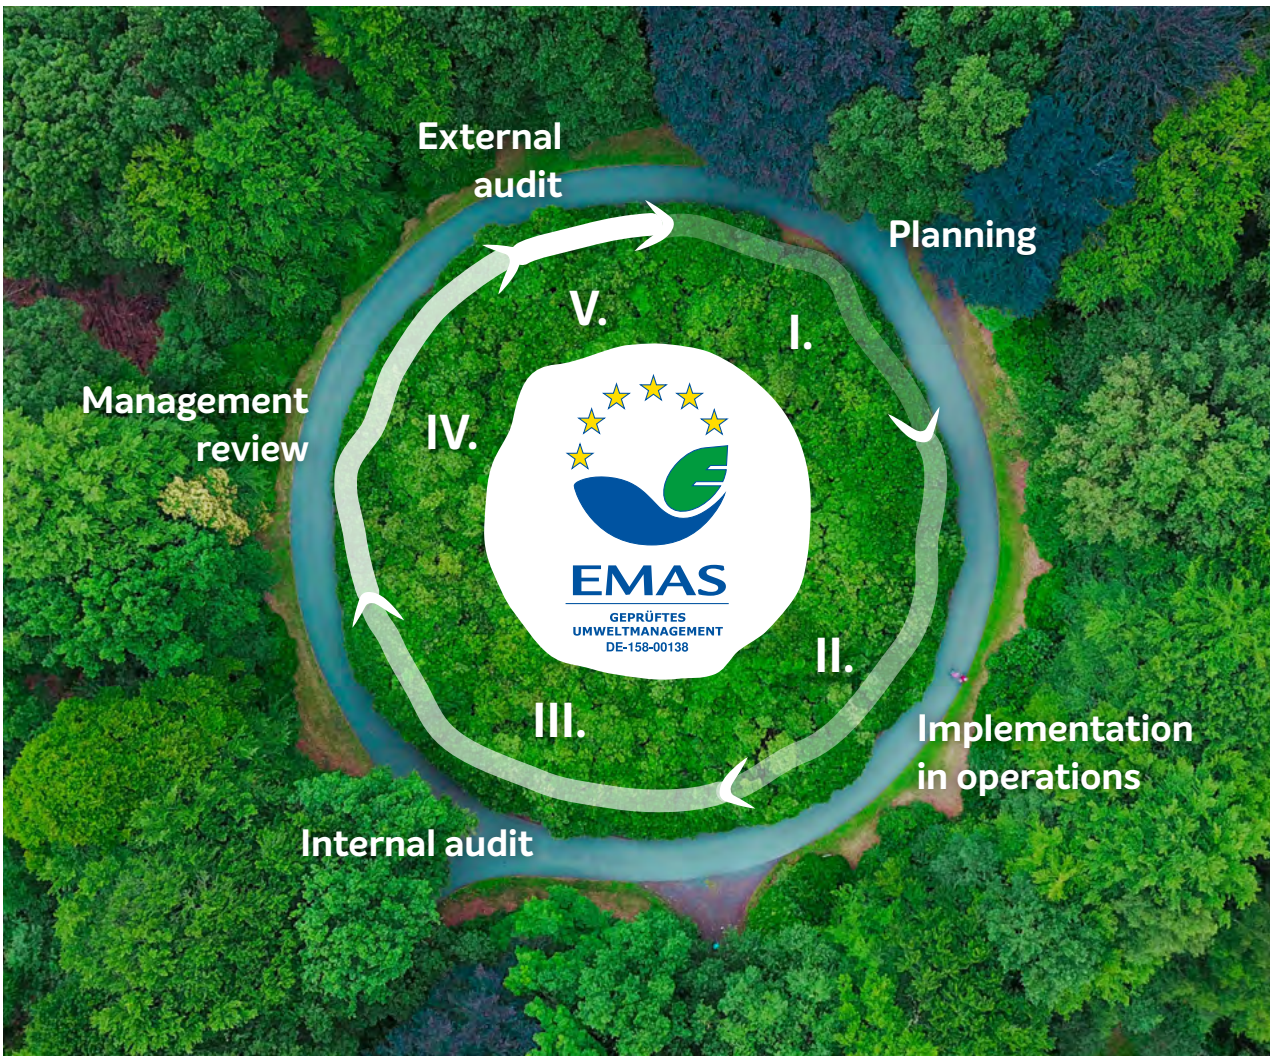 External
audit
Planning
V.
I.
Management
review
IV.
EMAS
GEPRÜFTES
UMWELTMANAGEMENT
DE-158-00138
II.
III.
Implementation
in operations
Internal audit